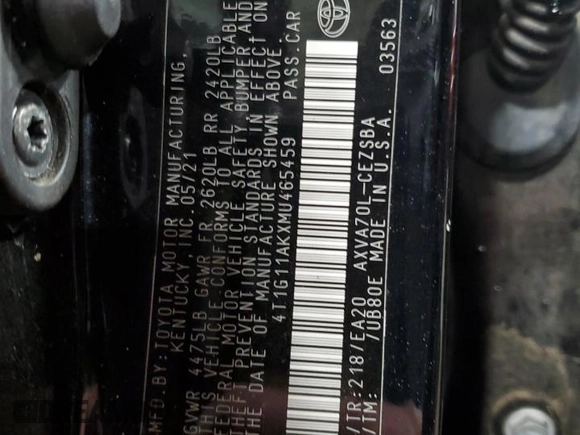 MFD. BY: TOYOTA MOTOR MANUFACTURING,
KENTUCKY, INC. 05/21
GVWR 4475LB GAWR FR 2620LB RR 2420LB
THIS VEHICLE CONFORMS TO ALL APPLICABLE
FEDERAL MOTOR VEHICLE SAFETY, BUMPER, AND
THEFT PREVENTION STANDARDS IN EFFECT ON
THE DATE OF MANUFACTURE SHOWN ABOVE.
4T1G11AKXMU465459 PASS. CAR
C/TR: 218/EA20 AXVA70L-CEZSBA
/TM: /UB80E MADE IN U.S.A. 03563